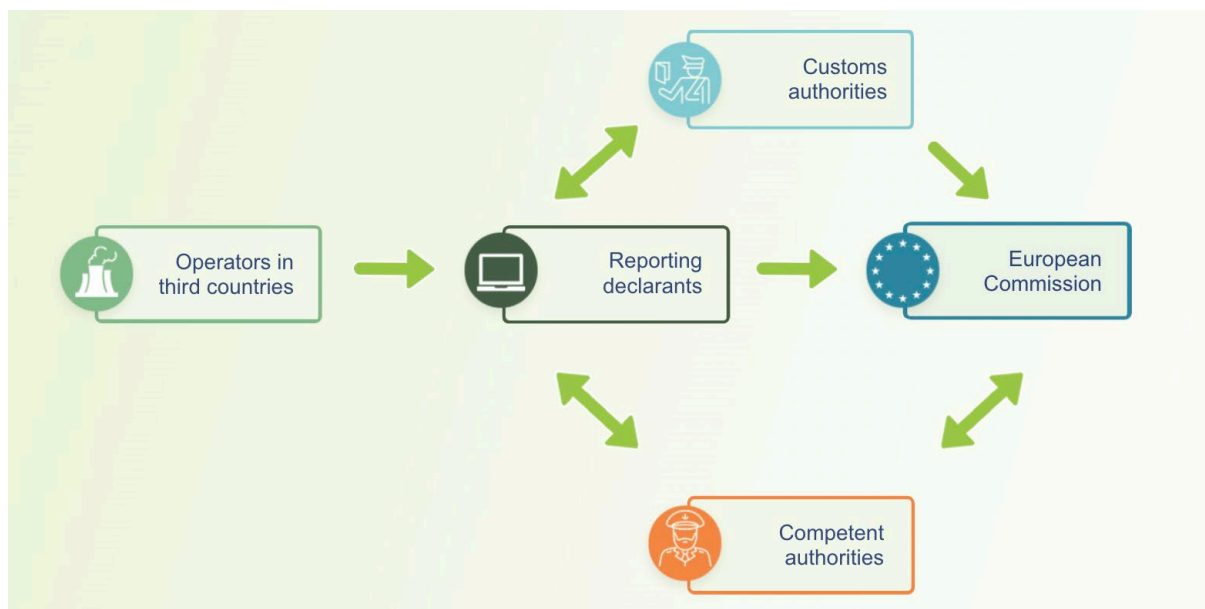 Customs
authorities
Operators in
third countries
Reporting
declarants
European
Commission
Competent
authorities